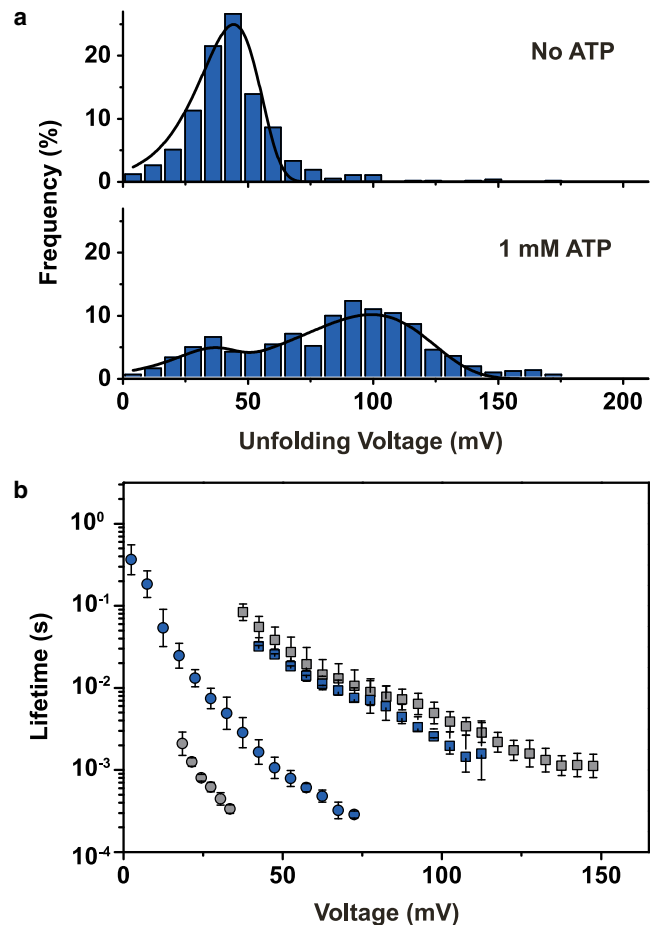 a
No ATP
20
10
0
1 mM ATP
20
10
0
Frequency (%)
0 50 100 150 200
Unfolding Voltage (mV)
b
10⁰
10⁻¹
10⁻²
10⁻³
10⁻⁴
Lifetime (s)
0 50 100 150
Voltage (mV)